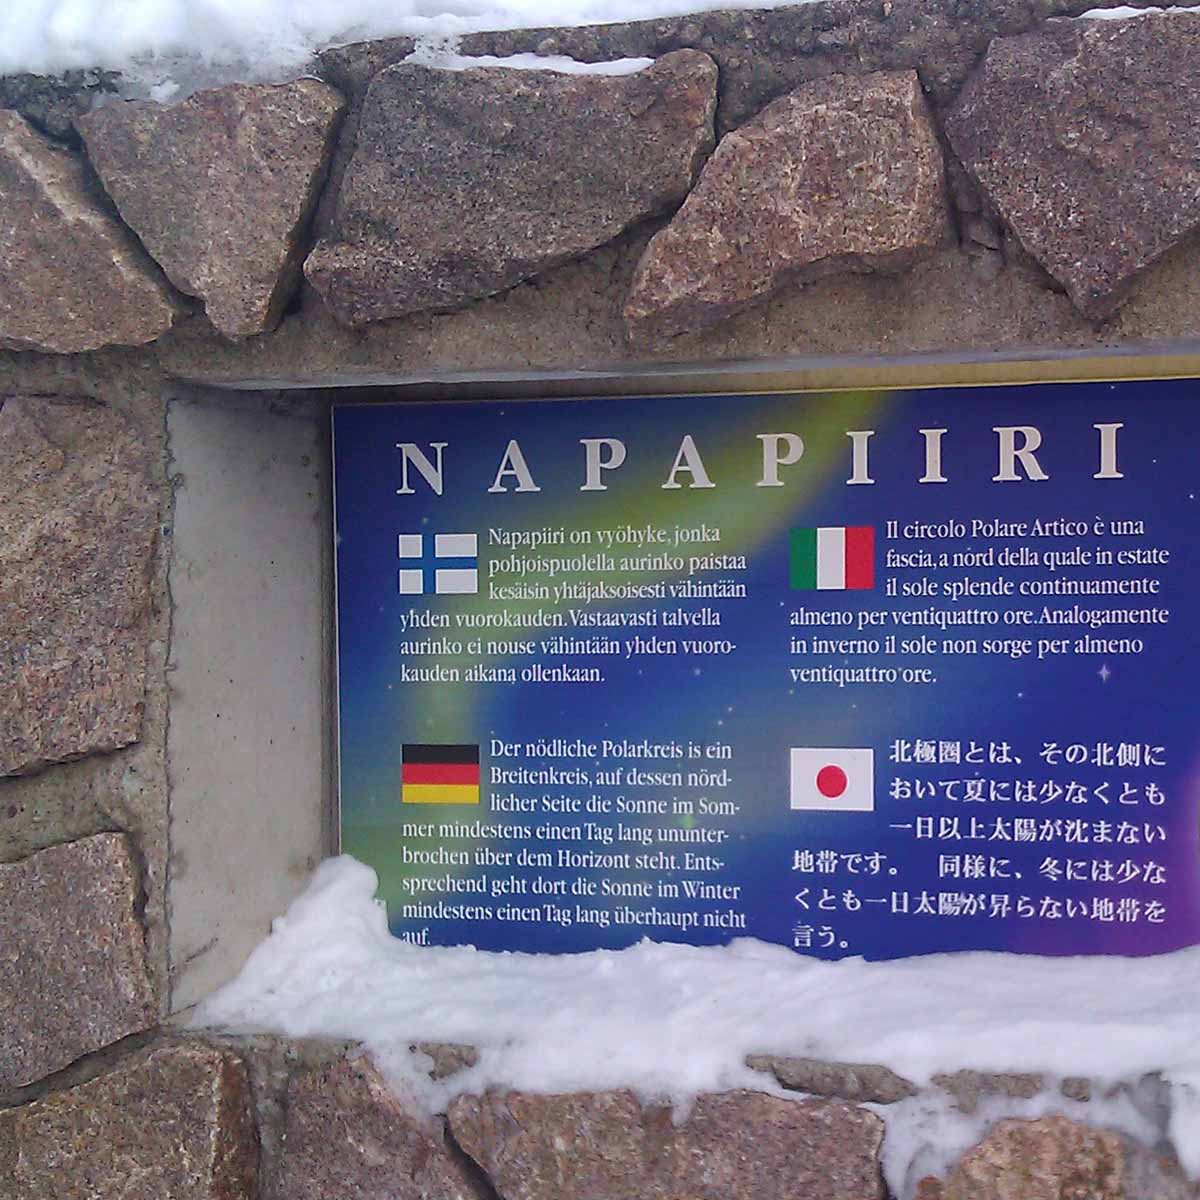 NAPAPIIRI
Napapiiri on vyöhyke, jonka
pohjoispuolella aurinko paistaa
kesäisin yhtäjaksoisesti vähintään
yhden vuorokauden. Vastaavasti talvella
aurinko ei nouse vähintään yhden vuoro-
kauden aikana ollenkaan.
Il circolo Polare Artico è una
fascia, a nord della quale in estate
il sole splende continuamente
almeno per ventiquattro ore. Analogamente
in inverno il sole non sorge per almeno
ventiquattro ore.
Der nödliche Polarkreis is ein
Breitenkreis, auf dessen nörd-
licher Seite die Sonne im Som-
mer mindestens einen Tag lang ununter-
brochen über dem Horizont steht. Ents-
sprechend geht dort die Sonne im Winter
mindestens einen Tag lang überhaupt nicht
auf.
北極圏とは、その北側に
おいて夏には少なくとも
一日以上太陽が沈まない
地帯です。 同様に、冬には少な
くとも一日太陽が昇らない地帯を
言う。